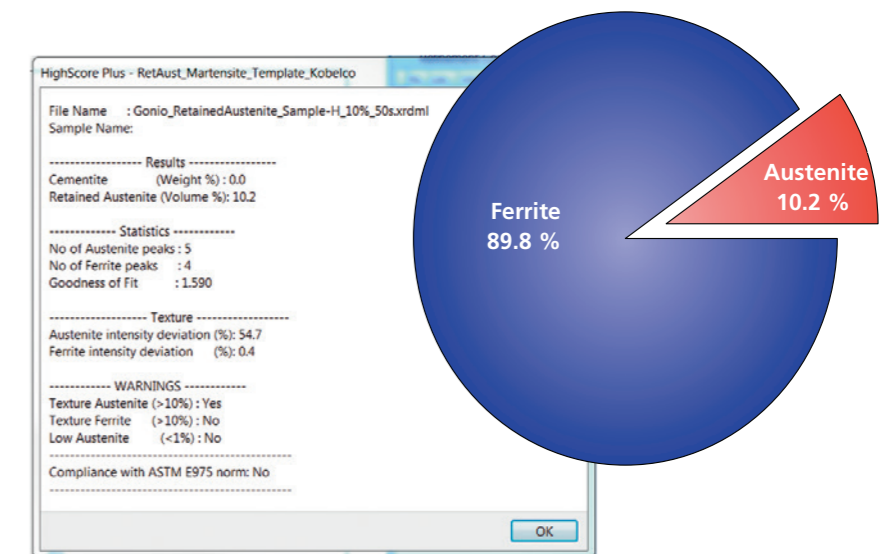 HighScore Plus - RetAust_Martensite_Template_Kobelco
File Name : Gonio_RetainedAustenite_Sample-H_10%_50s.xrdml
Sample Name:
------------------ Results -----------------
Cementite (Weight %) : 0.0
Retained Austenite (Volume %): 10.2
------------- Statistics ------------
No of Austenite peaks : 5
No of Ferrite peaks : 4
Goodness of Fit : 1.590
------------------- Texture ------------------
Austenite intensity deviation (%): 54.7
Ferrite intensity deviation (%): 0.4
------------ WARNINGS ------------
Texture Austenite (>10%) : Yes
Texture Ferrite (>10%) : No
Low Austenite (<1%) : No
-----------------------------------------------
Compliance with ASTM E975 norm: No
-----------------------------------------------
OK
Ferrite
89.8 %
Austenite
10.2 %